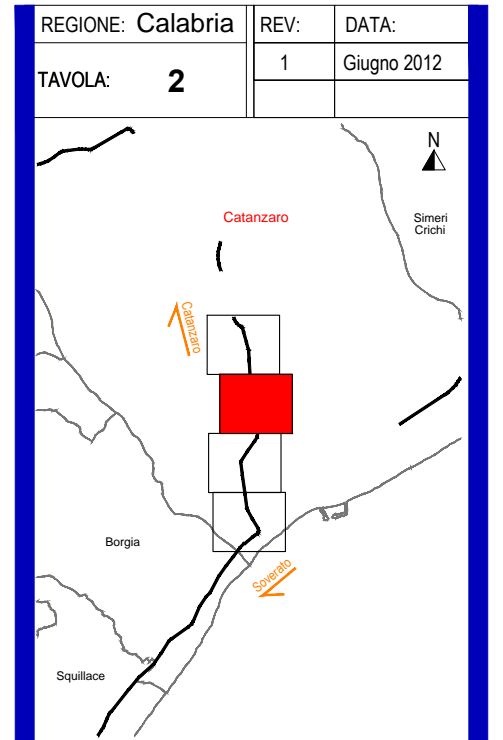 REGIONE: Calabria REV: DATA:
TAVOLA: 2 1 Giugno 2012
N
Catanzaro
Simeri
Crichi
Catanzaro
Borgia
Soverato
Squillace